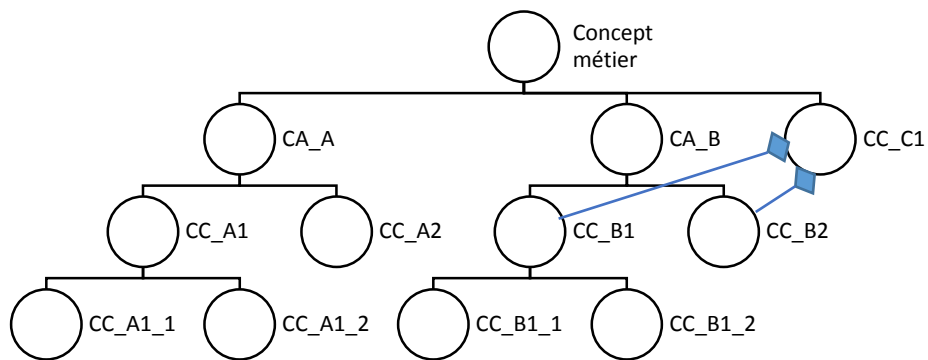 Concept
métier
CA_A
CA_B
CC_C1
CC_A1
CC_A2
CC_B1
CC_B2
CC_A1_1
CC_A1_2
CC_B1_1
CC_B1_2